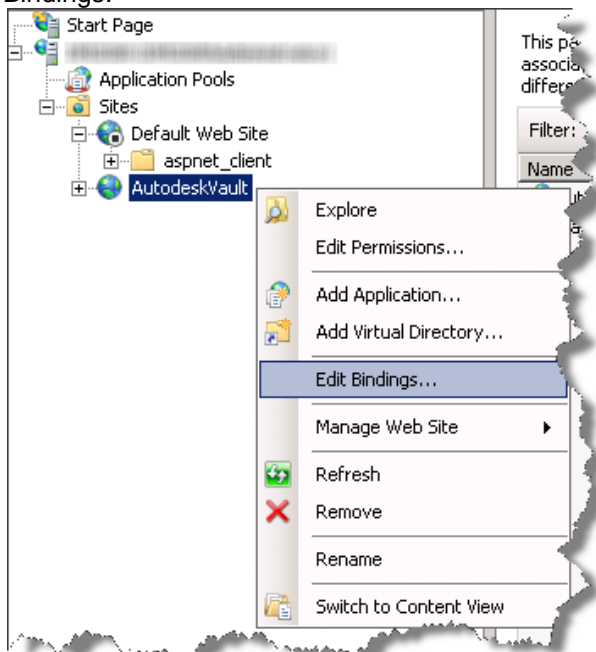 Bindings.
Start Page
Application Pools
Sites
Default Web Site
aspnet_client
AutodeskVault
This pa
associa
differe
Filter:
Name
Explore
Edit Permissions...
Add Application...
Add Virtual Directory...
Edit Bindings...
Manage Web Site
Refresh
Remove
Rename
Switch to Content View